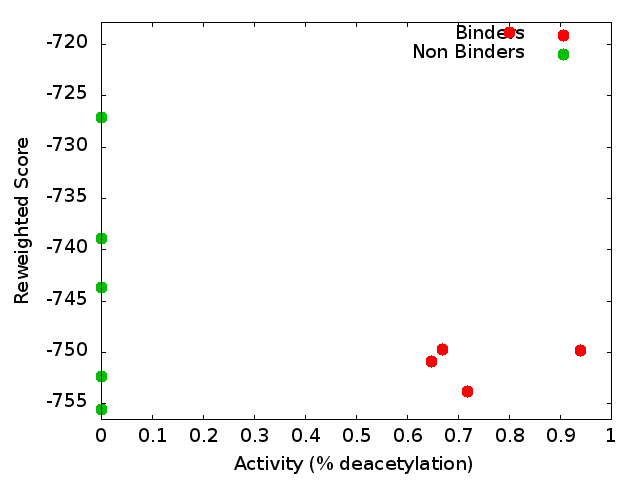 Binders
Non Binders
-720
-725
-730
-735
-740
-745
-750
-755
Reweighted Score
0 0.1 0.2 0.3 0.4 0.5 0.6 0.7 0.8 0.9 1
Activity (% deacetylation)